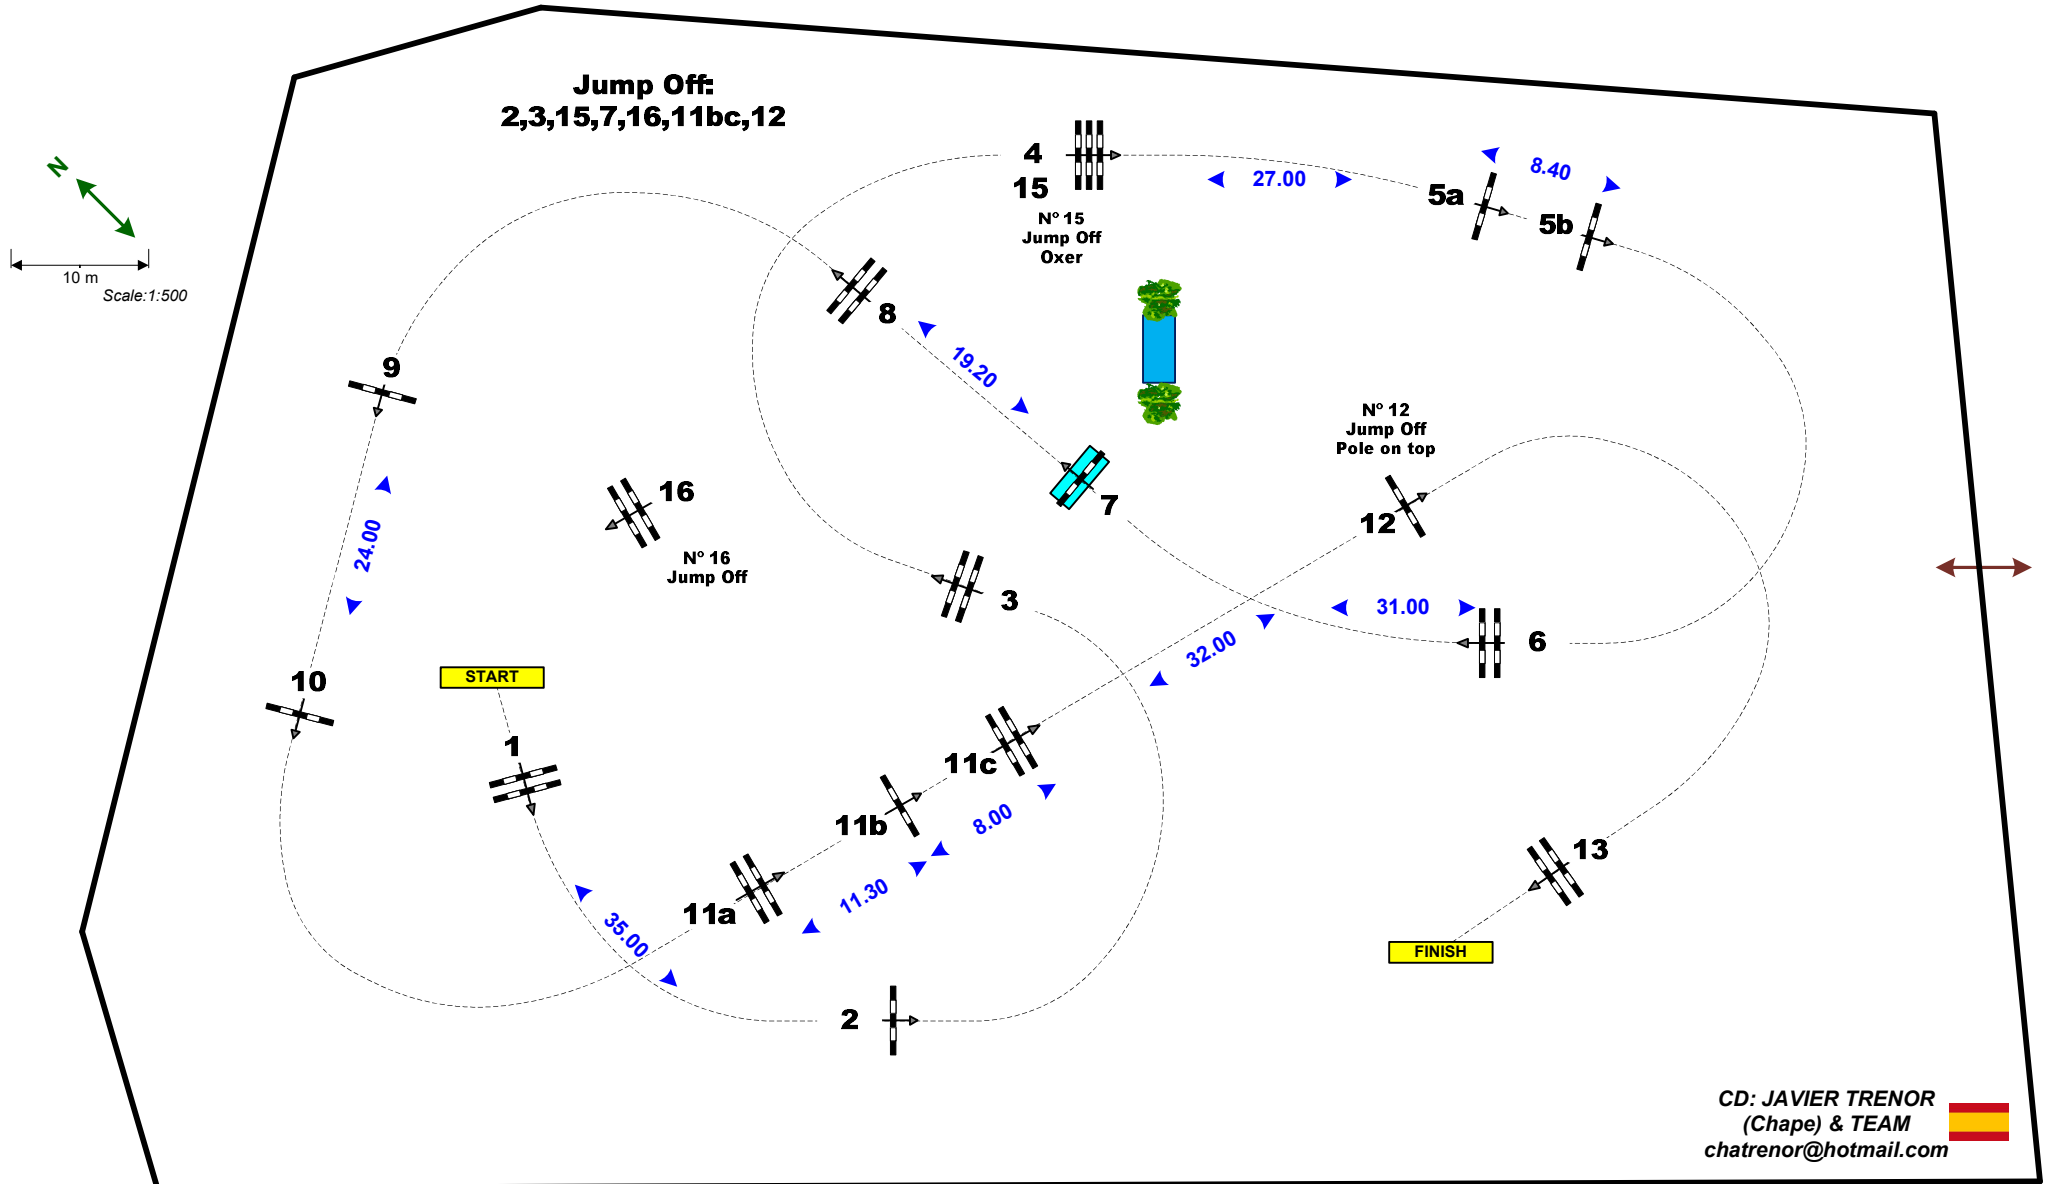 Jump Off:
2,3,15,7,16,11bc,12
N
10 m
Scale:1:500
4
15
Nº 15
Jump Off
Oxer
27.00
5a
8.40
5b
8
19.20
9
7
Nº 12
Jump Off
Pole on top
12
16
Nº 16
Jump Off
24.00
3
31.00
6
32.00
10
START
1
11c
11b
8.00
11a
11.30
35.00
2
13
FINISH
CD: JAVIER TRENOR
(Chape) & TEAM
chatrenor@hotmail.com